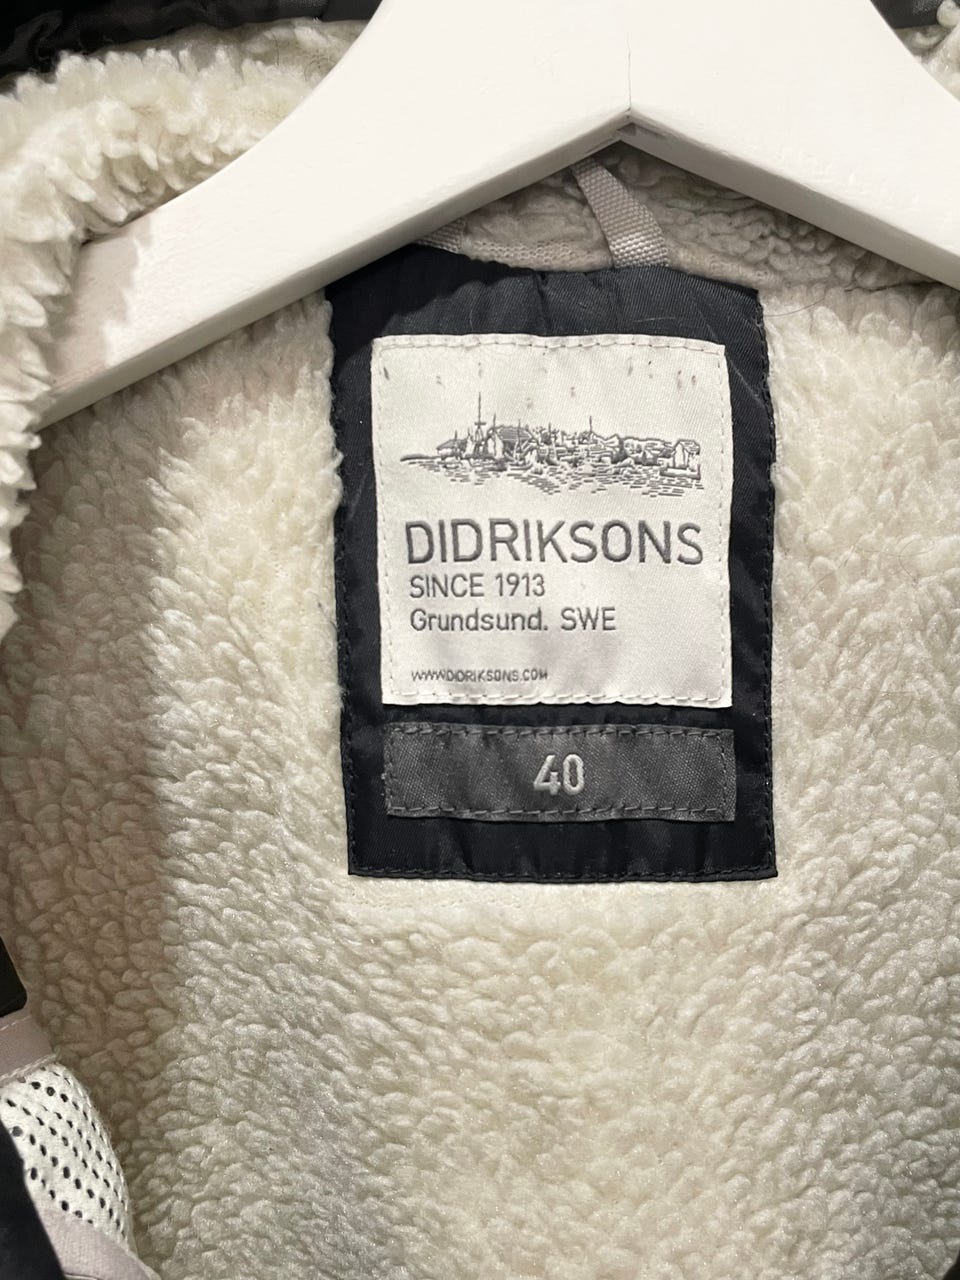 DIDRIKSONS
SINCE 1913
Grundsund. SWE
WWW.DIDRIKSONS.COM
40